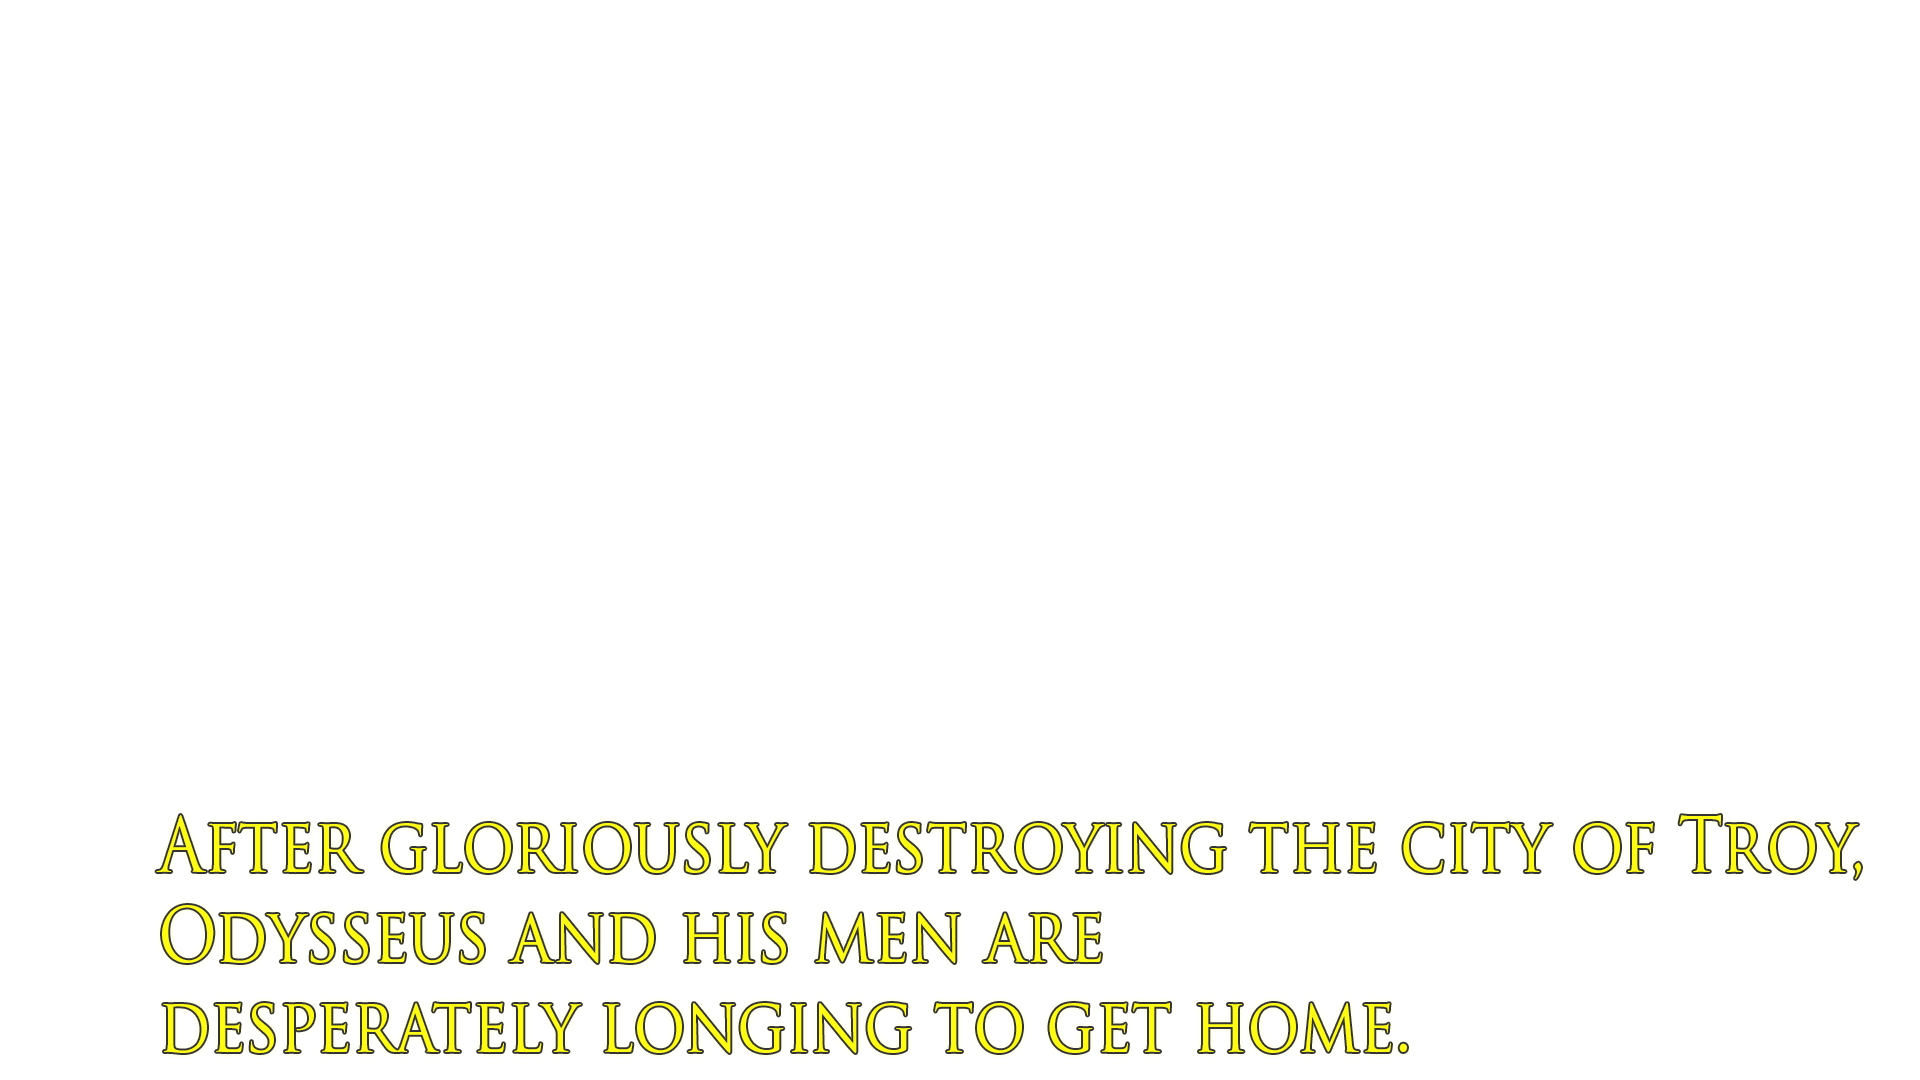 After gloriously destroying the city of Troy,
Odysseus and his men are
desperately longing to get home.